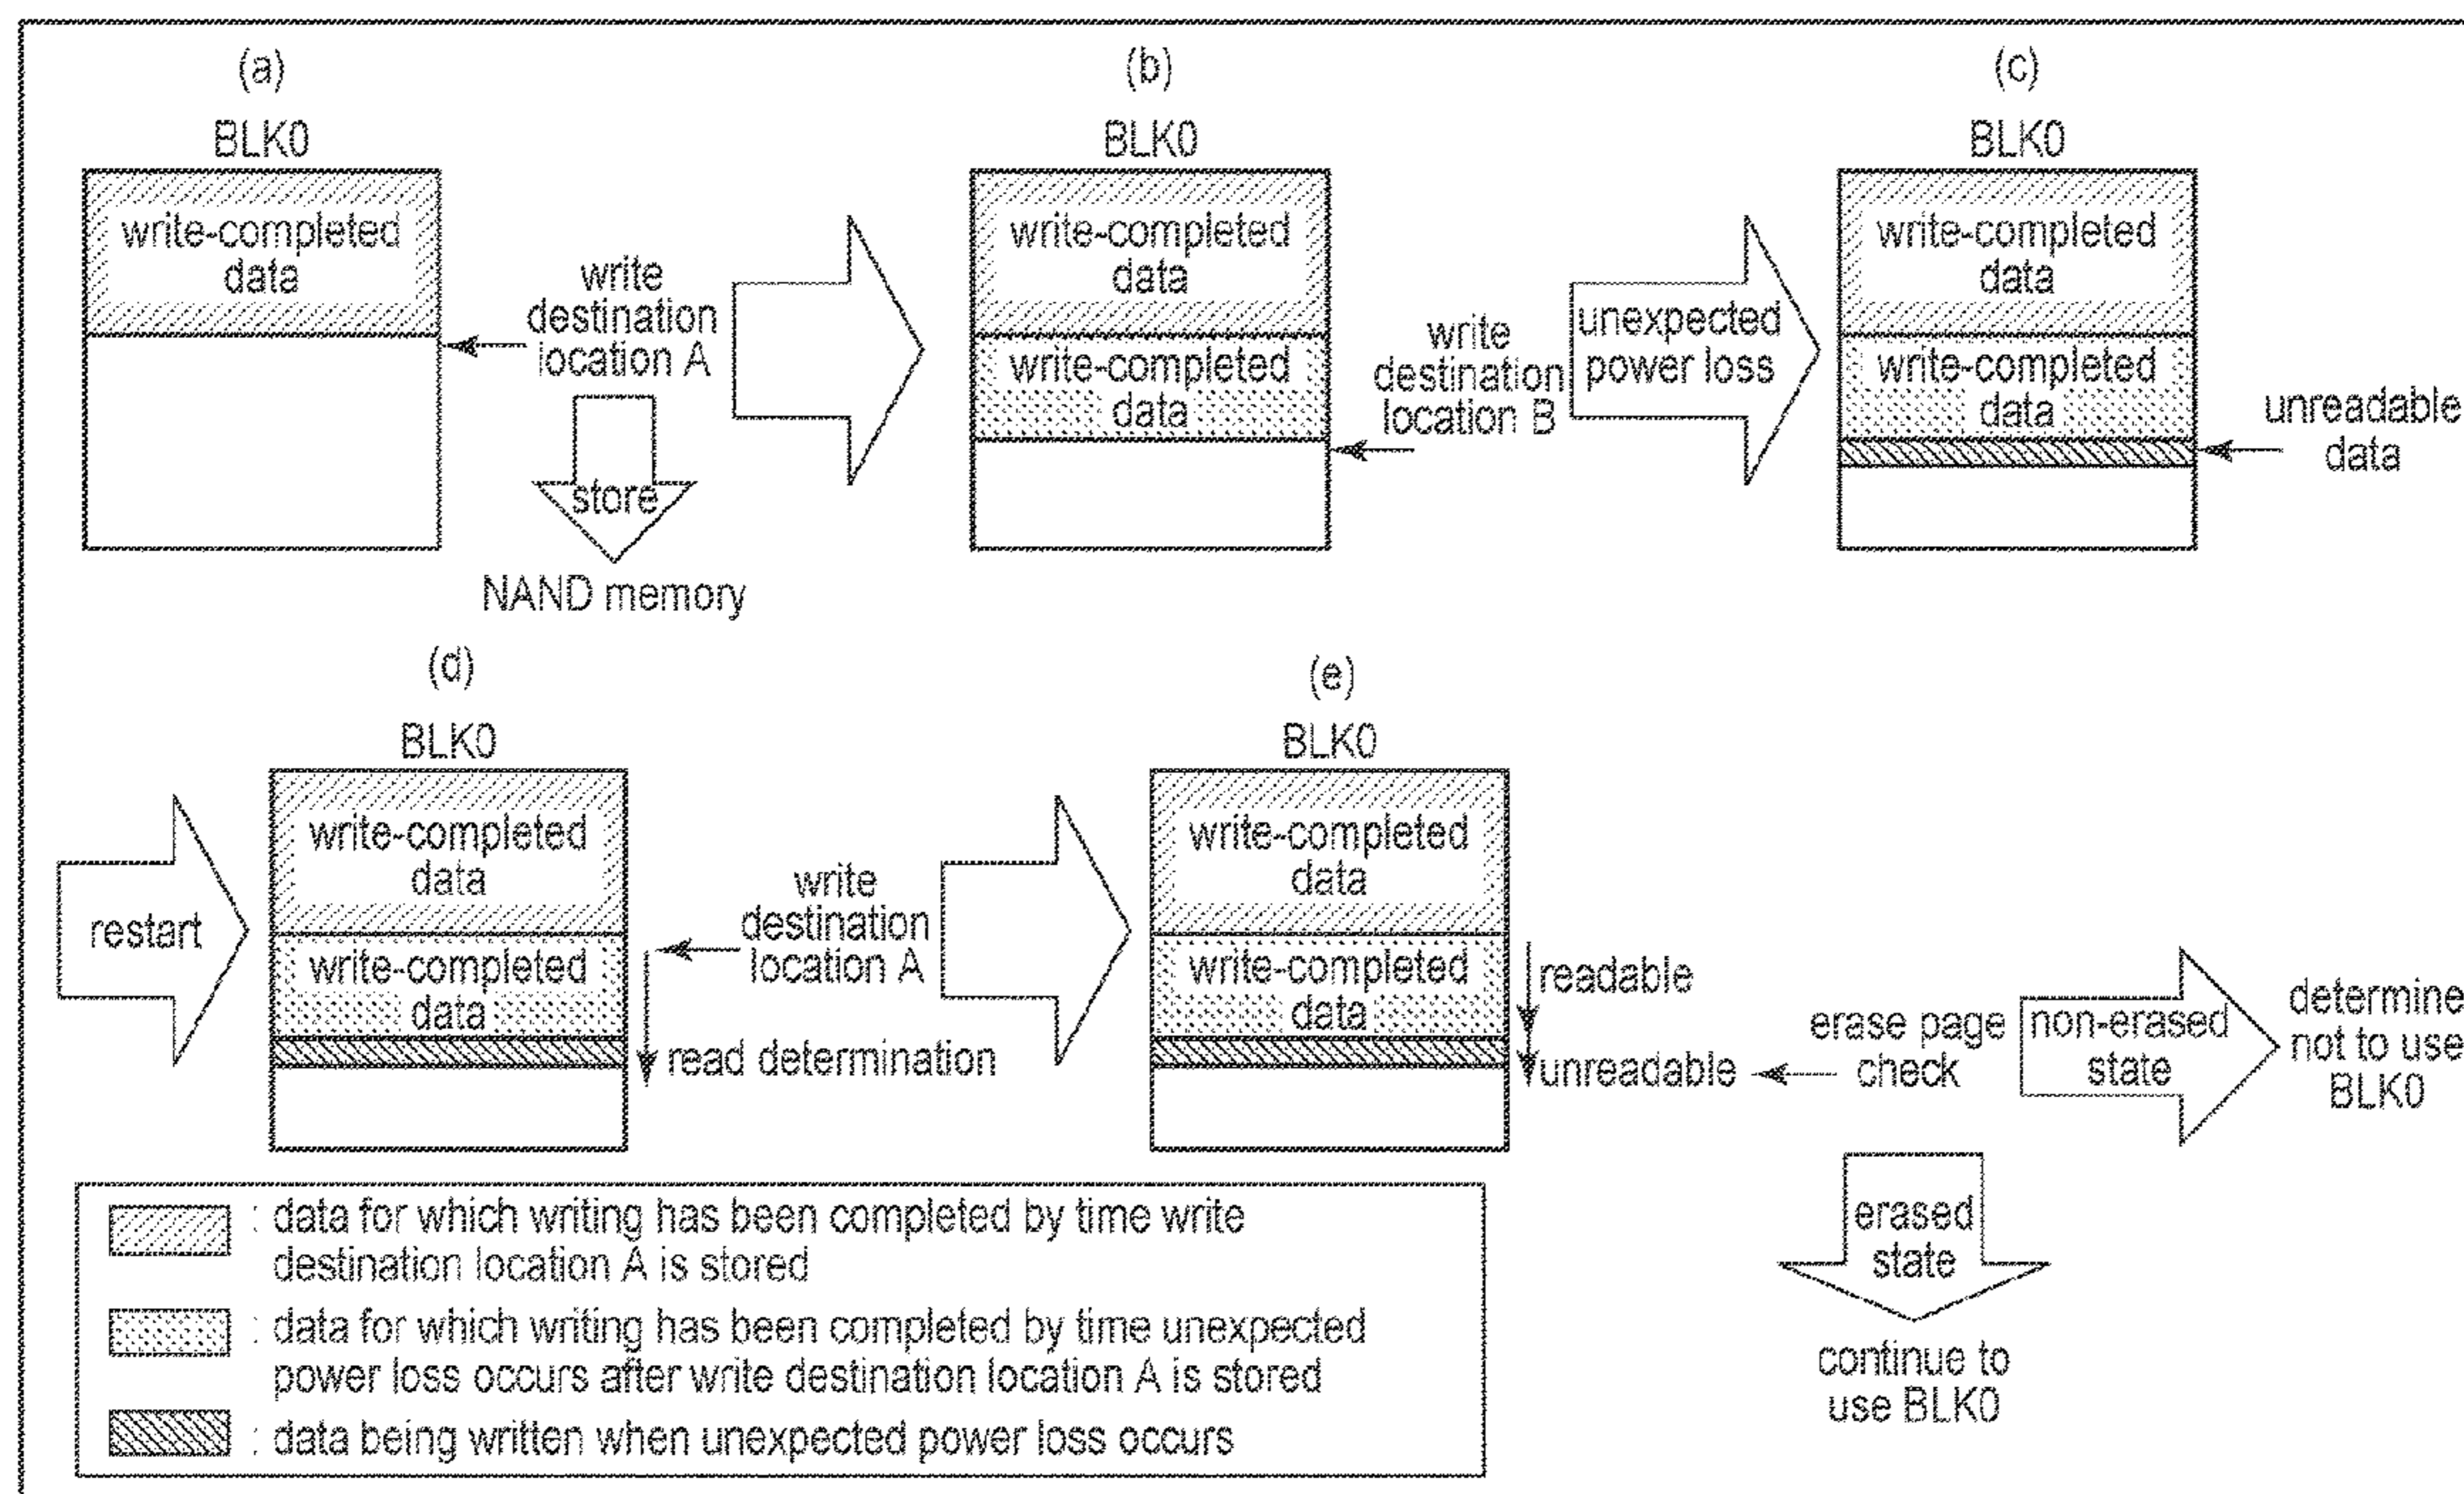 (a)
BLK0
write-completed
data
write
destination
location A
store
NAND memory
(b)
BLK0
write-completed
data
write-completed
data
write
destination
location B
unexpected
power loss
(c)
BLK0
write-completed
data
write-completed
data
unreadable
data
restart
(d)
BLK0
write-completed
data
write-completed
data
write
destination
location A
read determination
(e)
BLK0
write-completed
data
write-completed
data
readable
unreadable
erase page
check
non-erased
state
determine
not to use
BLK0
erased
state
continue to
use BLK0
: data for which writing has been completed by time write
destination location A is stored
: data for which writing has been completed by time unexpected
power loss occurs after write destination location A is stored
: data being written when unexpected power loss occurs